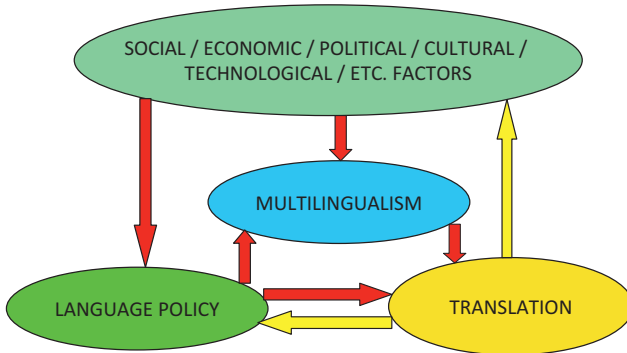 SOCIAL / ECONOMIC / POLITICAL / CULTURAL /
TECHNOLOGICAL / ETC. FACTORS
MULTILINGUALISM
LANGUAGE POLICY
TRANSLATION